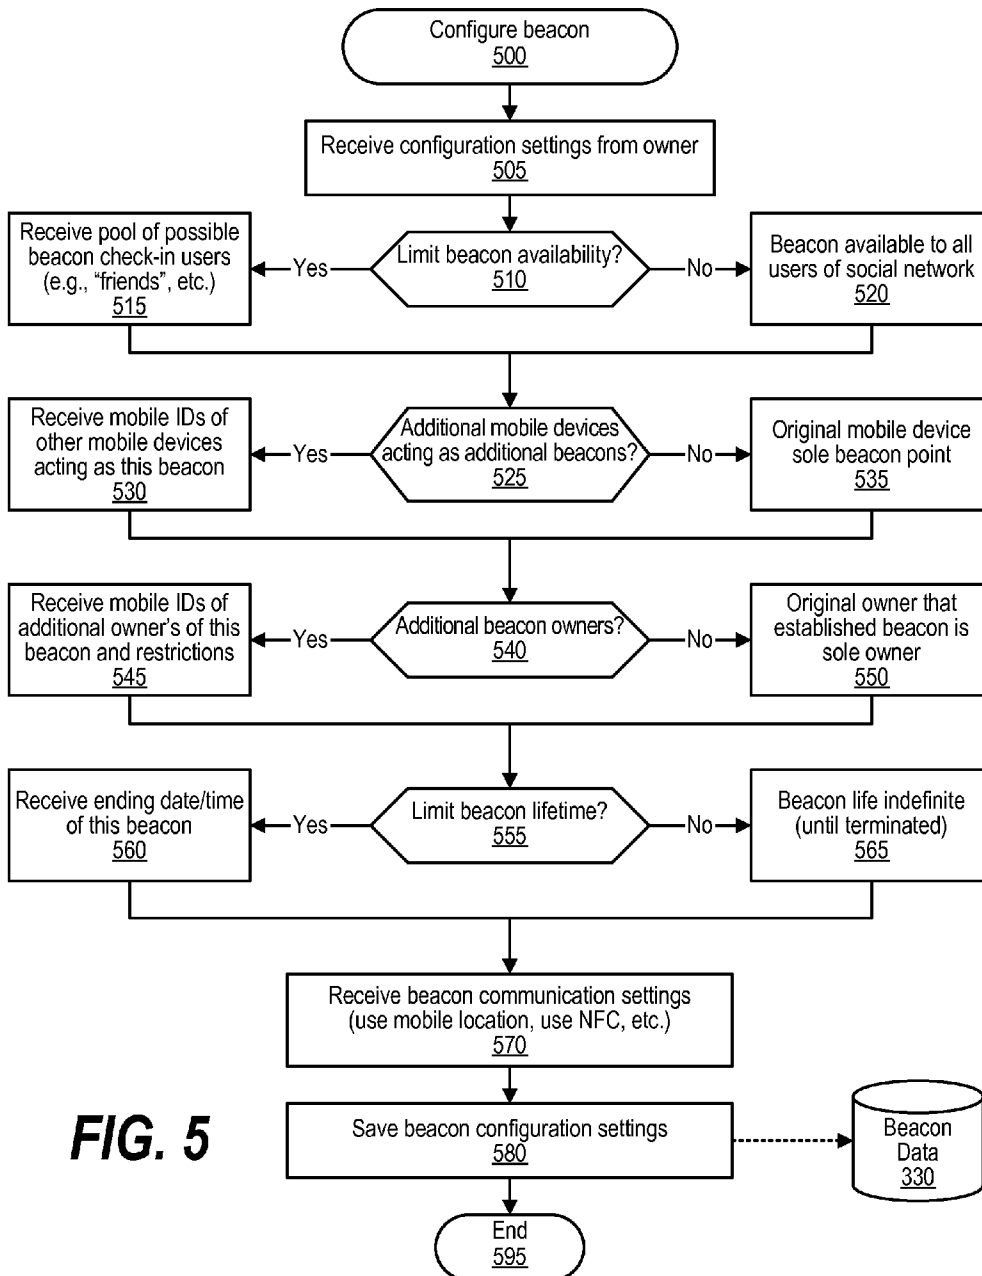 Configure beacon
500
Receive configuration settings from owner
505
Receive pool of possible
beacon check-in users
(e.g., “friends”, etc.)
515
Yes
Limit beacon availability?
510
No
Beacon available to all
users of social network
520
Receive mobile IDs of
other mobile devices
acting as this beacon
530
Yes
Additional mobile devices
acting as additional beacons?
525
No
Original mobile device
sole beacon point
535
Receive mobile IDs of
additional owner's of this
beacon and restrictions
545
Yes
Additional beacon owners?
540
No
Original owner that
established beacon is
sole owner
550
Receive ending date/time
of this beacon
560
Yes
Limit beacon lifetime?
555
No
Beacon life indefinite
(until terminated)
565
Receive beacon communication settings
(use mobile location, use NFC, etc.)
570
FIG. 5
Save beacon configuration settings
580
Beacon
Data
330
End
595